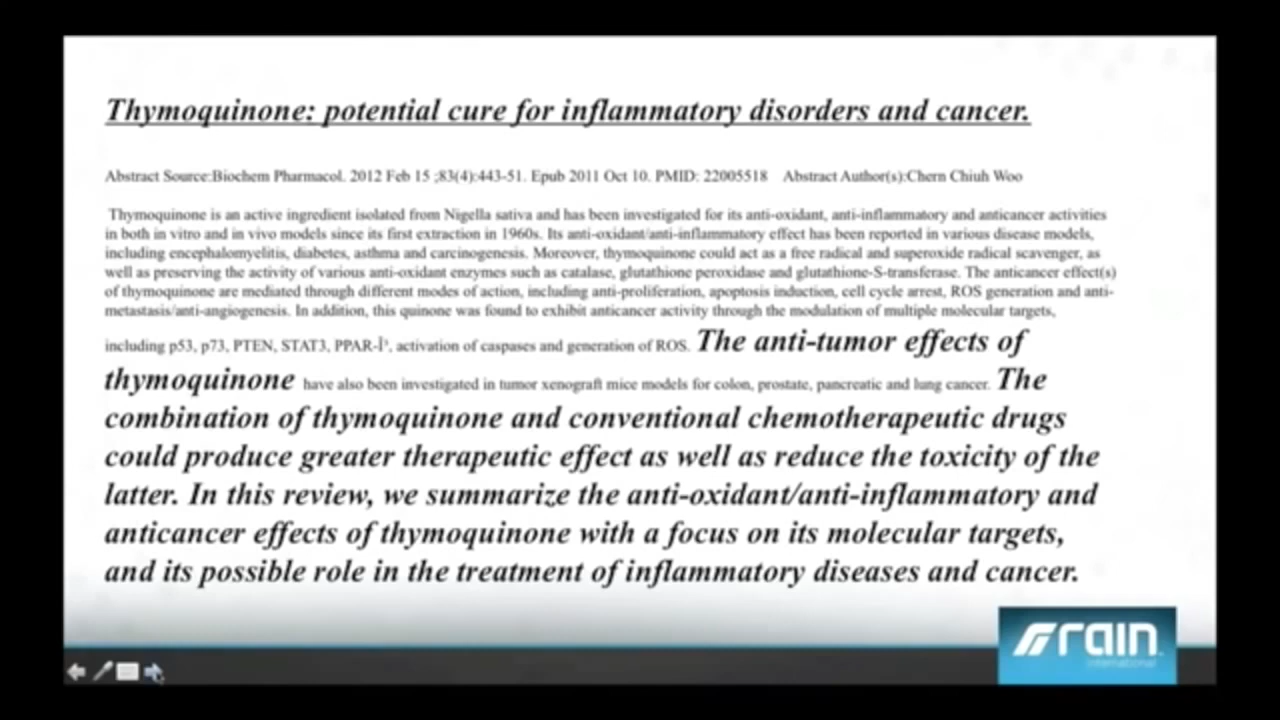 Thymoquinone: potential cure for inflammatory disorders and cancer.
Abstract Source:Biochem Pharmacol. 2012 Feb 15 ;83(4):443-51. Epub 2011 Oct 10. PMID: 22005518 Abstract Author(s):Chern Chiuh Woo
Thymoquinone is an active ingredient isolated from Nigella sativa and has been investigated for its anti-oxidant, anti-inflammatory and anticancer activities
in both in vitro and in vivo models since its first extraction in 1960s. Its anti-oxidant/anti-inflammatory effect has been reported in various disease models,
including encephalomyelitis, diabetes, asthma and carcinogenesis. Moreover, thymoquinone could act as a free radical and superoxide radical scavenger, as
well as preserving the activity of various anti-oxidant enzymes such as catalase, glutathione peroxidase and glutathione-S-transferase. The anticancer effect(s)
of thymoquinone are mediated through different modes of action, including anti-proliferation, apoptosis induction, cell cycle arrest, ROS generation and anti-
metastasis/anti-angiogenesis. In addition, this quinone was found to exhibit anticancer activity through the modulation of multiple molecular targets,
including p53, p73, PTEN, STAT3, activation of caspases and generation of ROS. The anti-tumor effects of
thymoquinone have also been investigated in tumor xenograft mice models for colon, prostate, pancreatic and lung cancer. The
combination of thymoquinone and conventional chemotherapeutic drugs
could produce greater therapeutic effect as well as reduce the toxicity of the
latter. In this review, we summarize the anti-oxidant/anti-inflammatory and
anticancer effects of thymoquinone with a focus on its molecular targets,
and its possible role in the treatment of inflammatory diseases and cancer.
rain
international